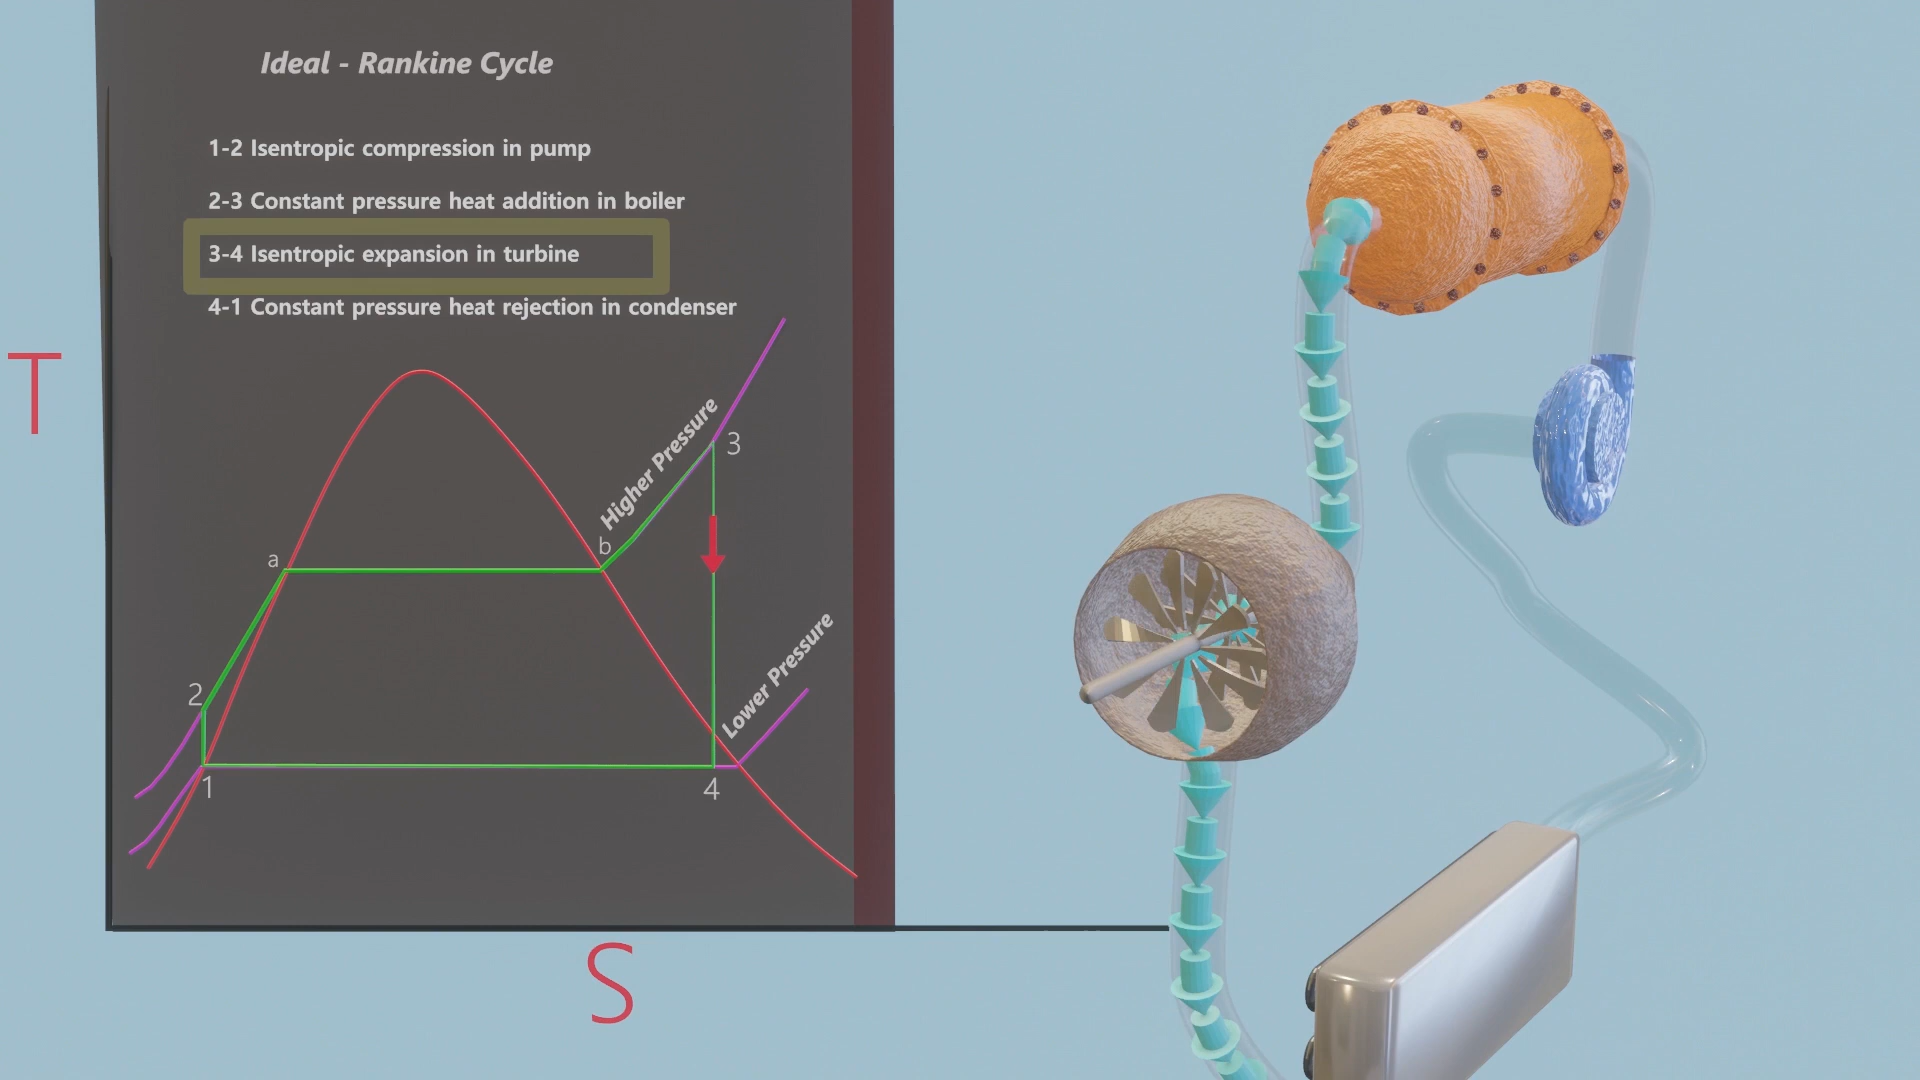 Ideal - Rankine Cycle
1-2 Isentropic compression in pump
2-3 Constant pressure heat addition in boiler
3-4 Isentropic expansion in turbine
4-1 Constant pressure heat rejection in condenser
T
Higher Pressure
3
a
b
Lower Pressure
2
1
4
S